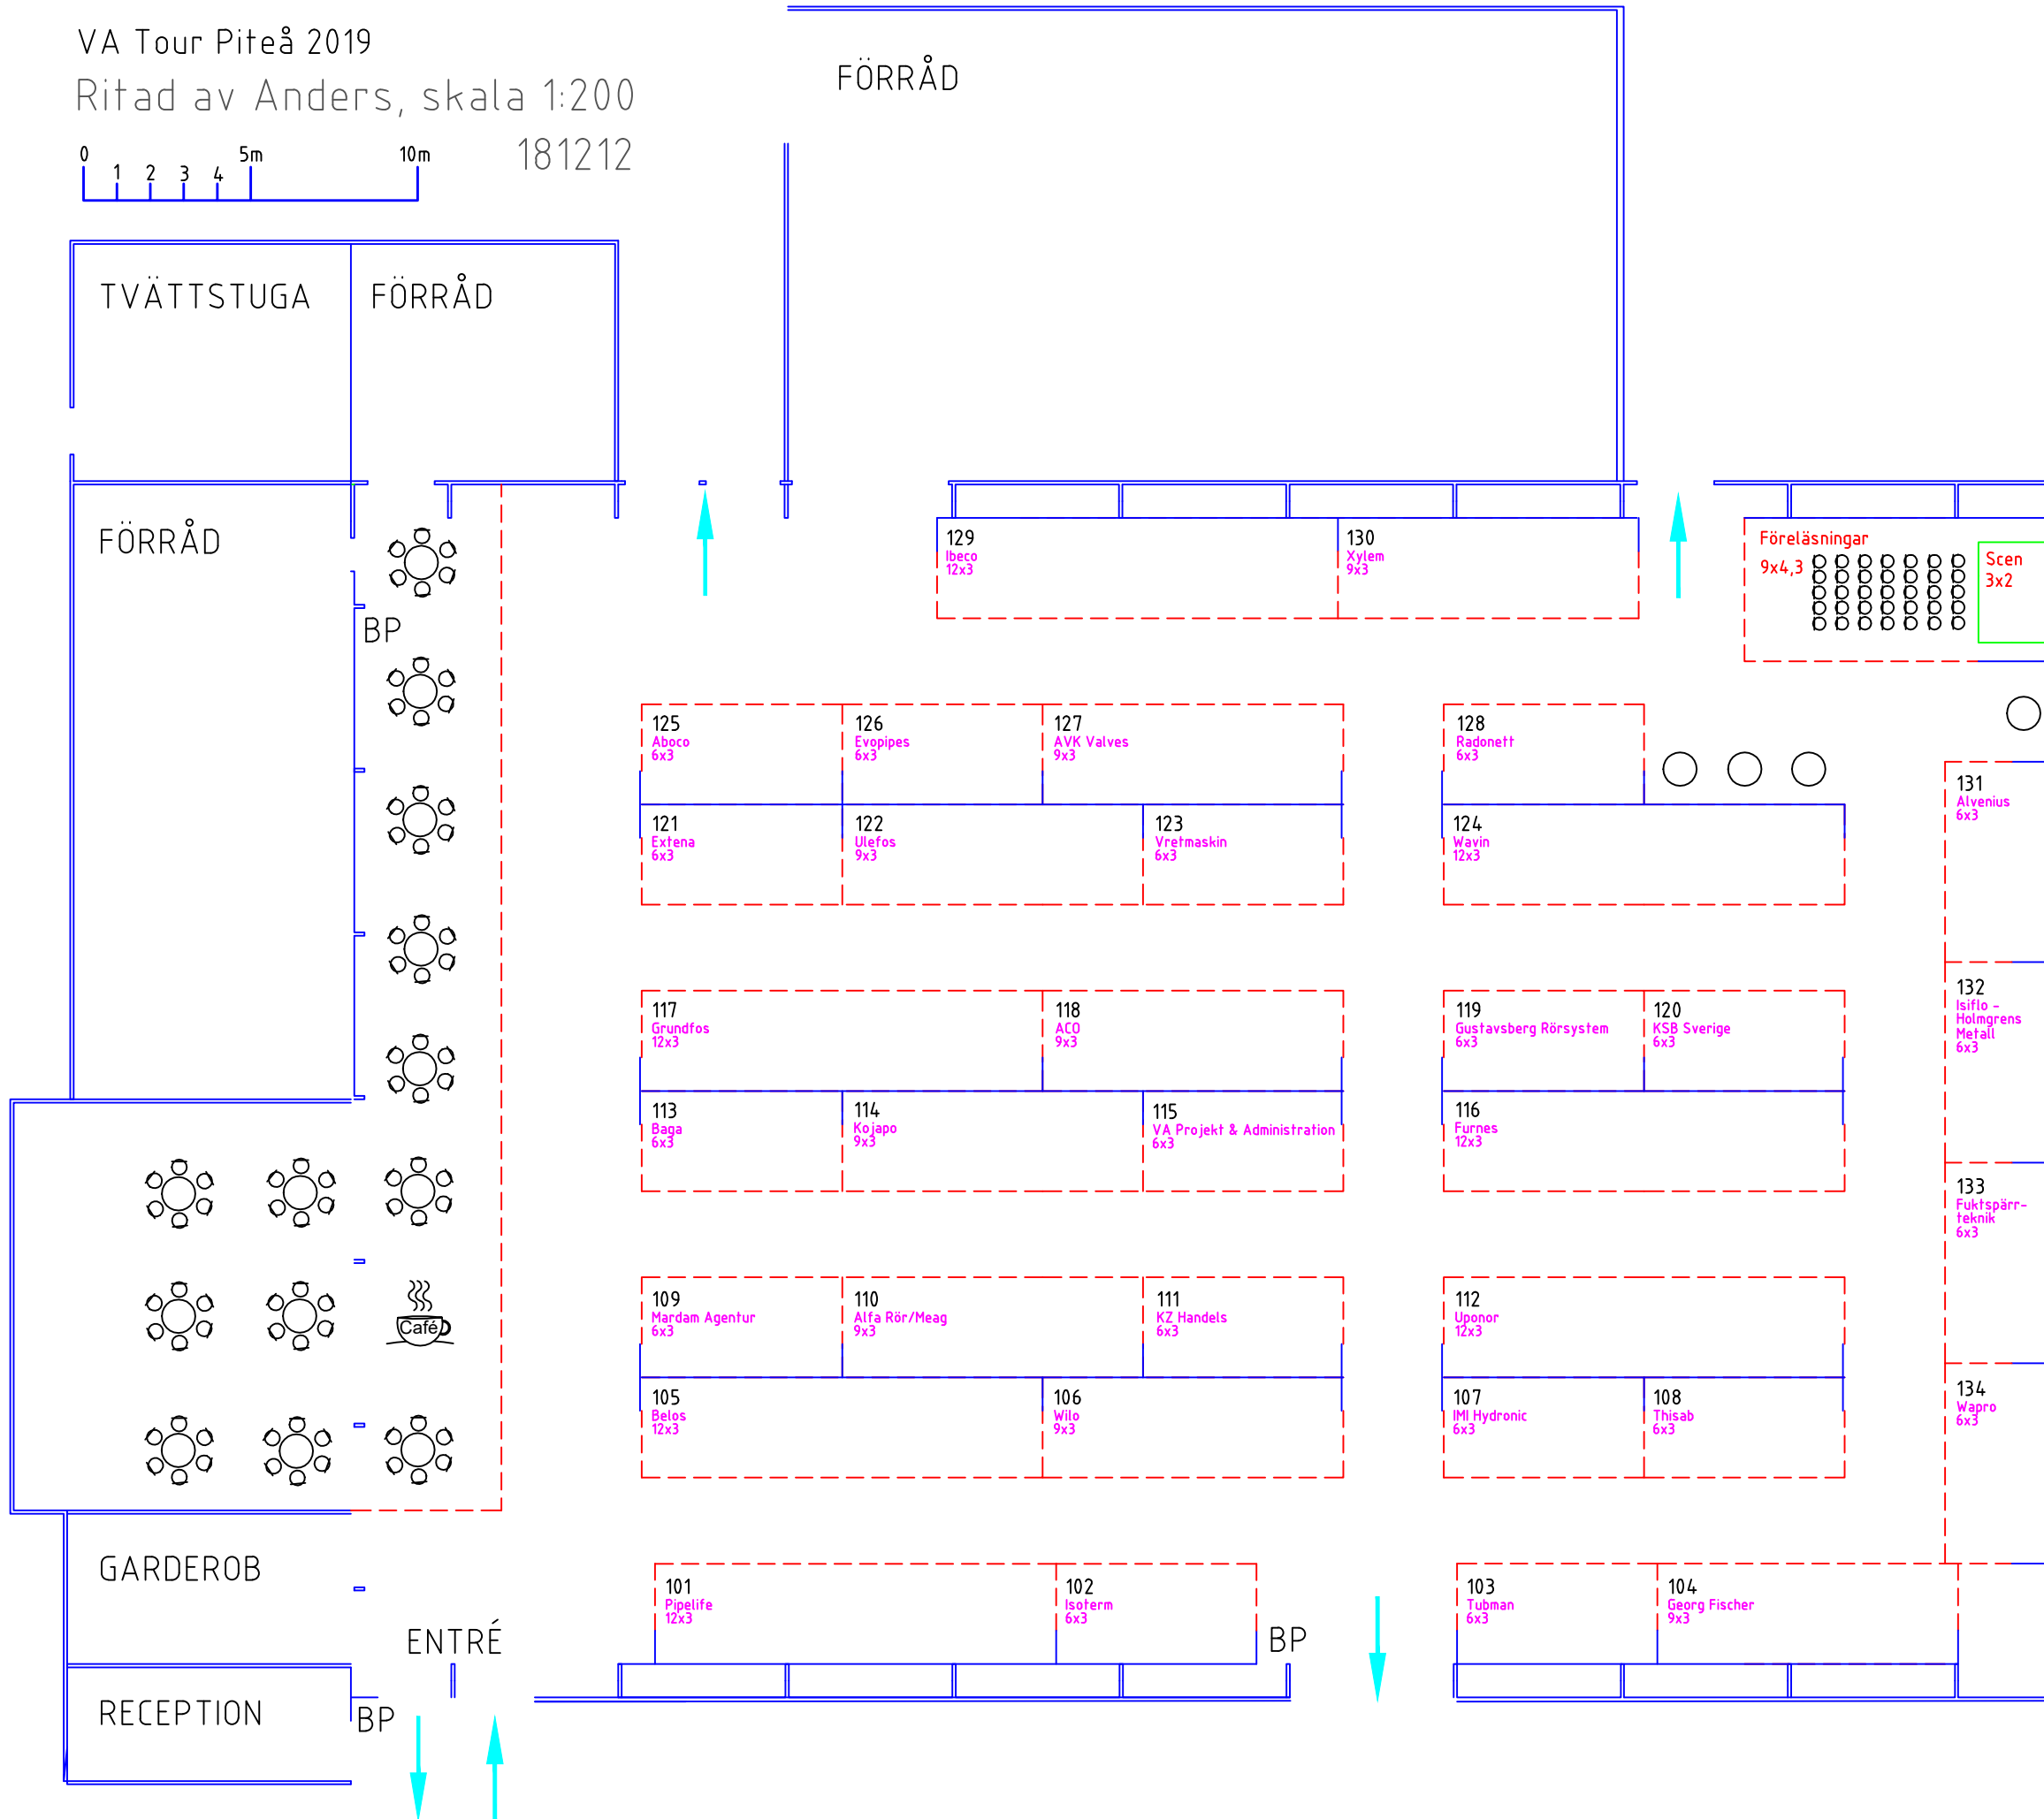 VA Tour Piteå 2019
Ritad av Anders, skala 1:200
181212
0
1
2
3
4
5m
10m
FÖRRÅD
TVÄTTSTUGA
FÖRRÅD
FÖRRÅD
BP
129
Ibeco
12x3
130
Xylem
9x3
Föreläsningar
9x4,3
Scen
3x2
125
Aboco
6x3
126
Evopipes
6x3
127
AVK Valves
9x3
128
Radonett
6x3
121
Extena
6x3
122
Ulefos
9x3
123
Vretmaskin
6x3
124
Wavin
12x3
131
Alvenius
6x3
117
Grundfos
12x3
118
ACO
9x3
119
Gustavsberg Rörsystem
6x3
120
KSB Sverige
6x3
132
Isiflo -
Holmgrens
Metall
6x3
113
Baga
6x3
114
Kojapo
9x3
115
VA Projekt & Administration
6x3
116
Furnes
12x3
133
Fuktspärr-
teknik
6x3
Café
109
Mardam Agentur
6x3
110
Alfa Rör/Meag
9x3
111
KZ Handels
6x3
112
Uponor
12x3
105
Belos
12x3
106
Wilo
9x3
107
IMI Hydronic
6x3
108
Thisab
6x3
134
Wapro
6x3
GARDEROB
ENTRÉ
101
Pipelife
12x3
102
Isoterm
6x3
BP
103
Tubman
6x3
104
Georg Fischer
9x3
RECEPTION
BP